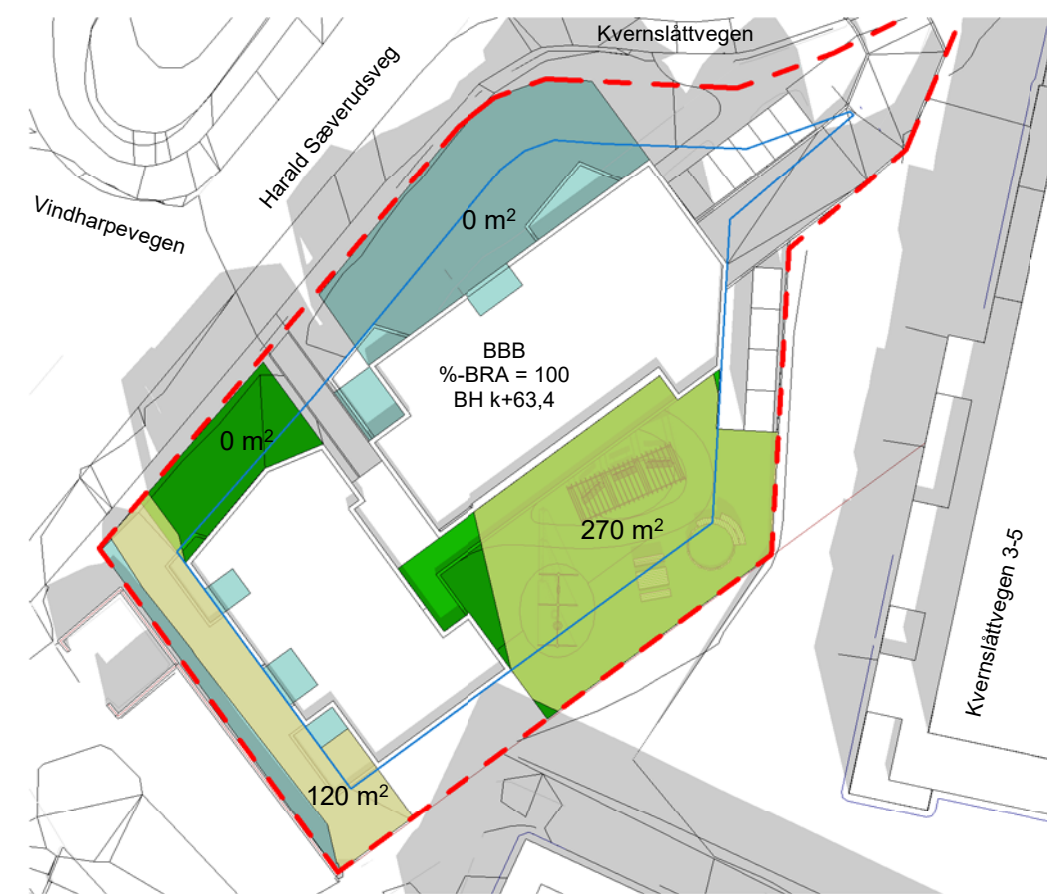 Kvernslåttvegen
Harald Sæverudsveg
Vindharpevegen
0 m²
BBB
%-BRA = 100
BH k+63,4
0 m²
270 m²
Kvernslåttvegen 3-5
120 m²